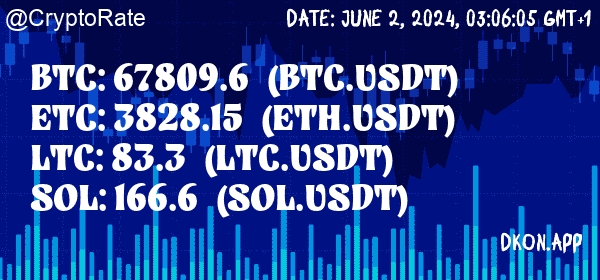 @CryptoRate
DATE: JUNE 2, 2024, 03:06:05 GMT+1
BTC: 67809.6 (BTC.USDT)
ETC: 3828.15 (ETH.USDT)
LTC: 83.3 (LTC.USDT)
SOL: 166.6 (SOL.USDT)
DKON.APP